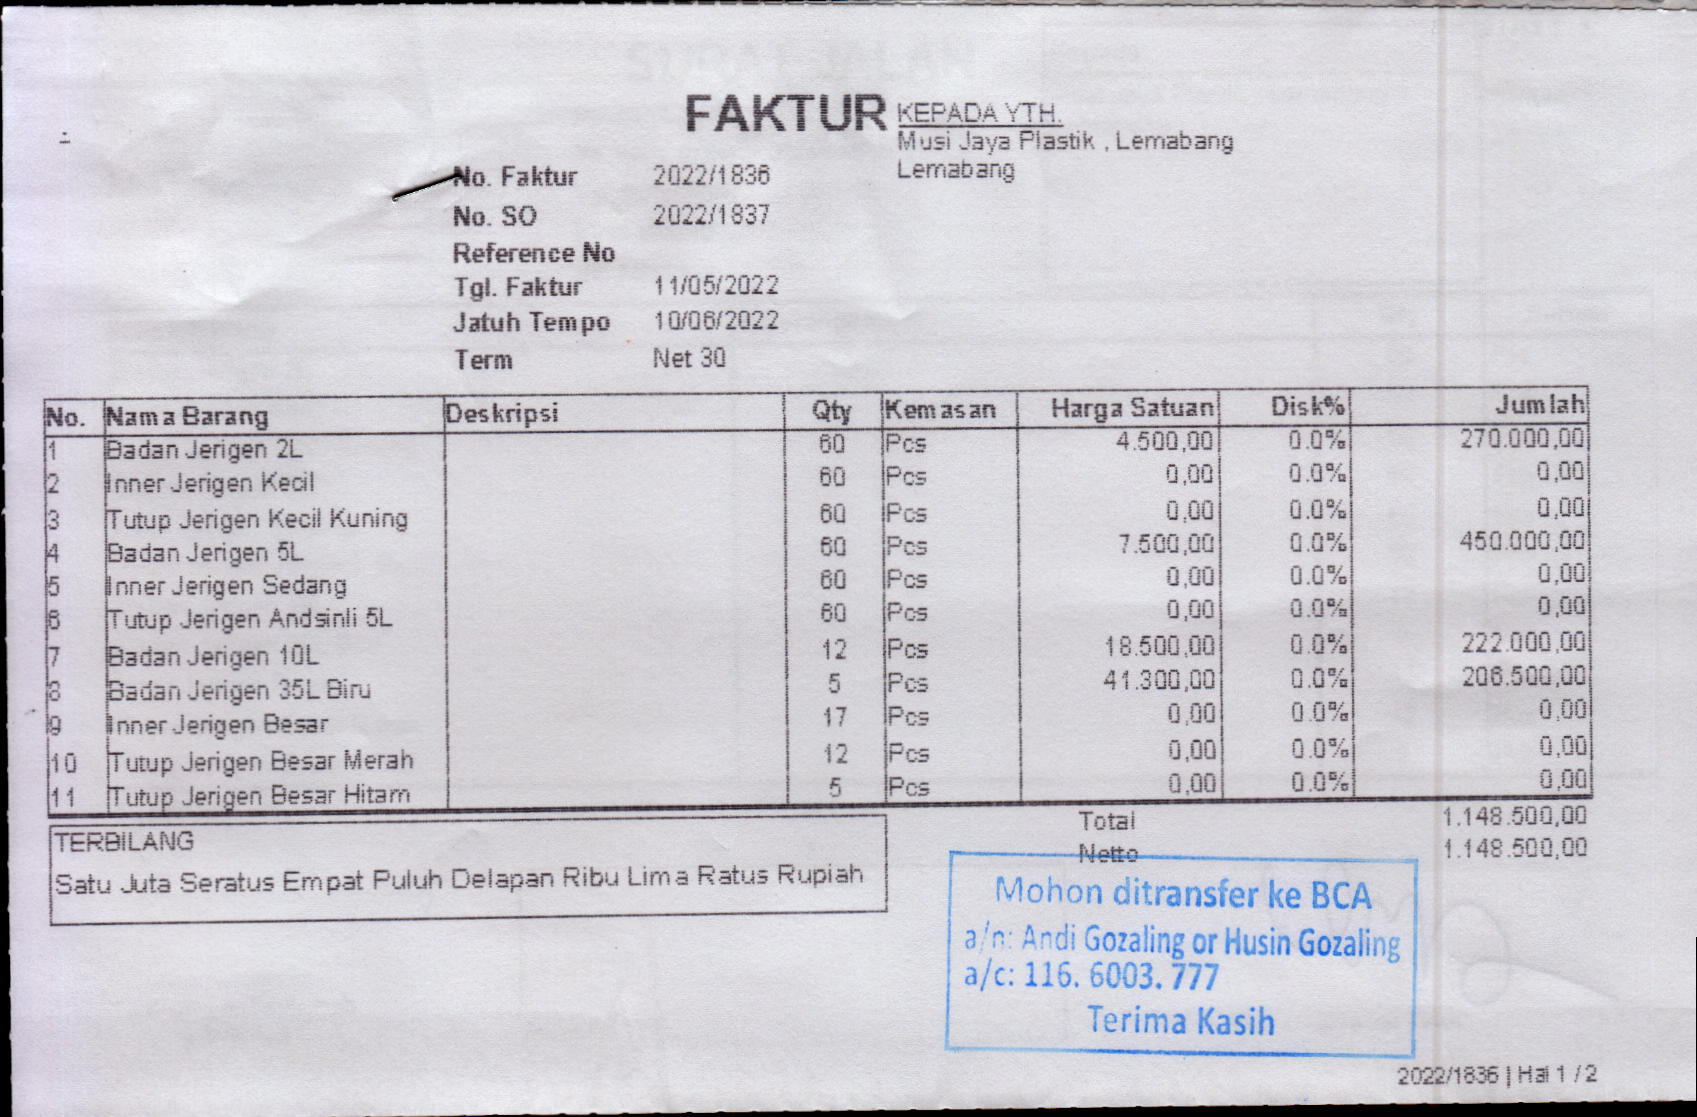 FAKTUR
KEPADA YTH.
Musi Jaya Plastik , Lemabang
Lemabang
No. Faktur 2022/1836
No. SO 2022/1837
Reference No
Tgl. Faktur 11/05/2022
Jatuh Tempo 10/06/2022
Term Net 30
No. Nama Barang Deskripsi Qty Kemasan Harga Satuan Disk% Jumlah
1 Badan Jerigen 2L 60 Pcs 4.500,00 0.0% 270.000,00
2 Inner Jerigen Kecil 60 Pcs 0,00 0.0% 0,00
3 Tutup Jerigen Kecil Kuning 60 Pcs 0,00 0.0% 0,00
4 Badan Jerigen 5L 60 Pcs 7.500,00 0.0% 450.000,00
5 Inner Jerigen Sedang 60 Pcs 0,00 0.0% 0,00
6 Tutup Jerigen Andsinli 5L 60 Pcs 0,00 0.0% 0,00
7 Badan Jerigen 10L 12 Pcs 18.500,00 0.0% 222.000,00
8 Badan Jerigen 35L Biru 5 Pcs 41.300,00 0.0% 206.500,00
9 Inner Jerigen Besar 17 Pcs 0,00 0.0% 0,00
10 Tutup Jerigen Besar Merah 12 Pcs 0,00 0.0% 0,00
11 Tutup Jerigen Besar Hitam 5 Pcs 0,00 0.0% 0,00
Total 1.148.500,00
Netto 1.148.500,00
TERBILANG
Satu Juta Seratus Empat Puluh Delapan Ribu Lima Ratus Rupiah
Mohon ditransfer ke BCA
a/n: Andi Gozaling or Husin Gozaling
a/c: 116. 6003. 777
Terima Kasih
2022/1836 | Hal 1 / 2